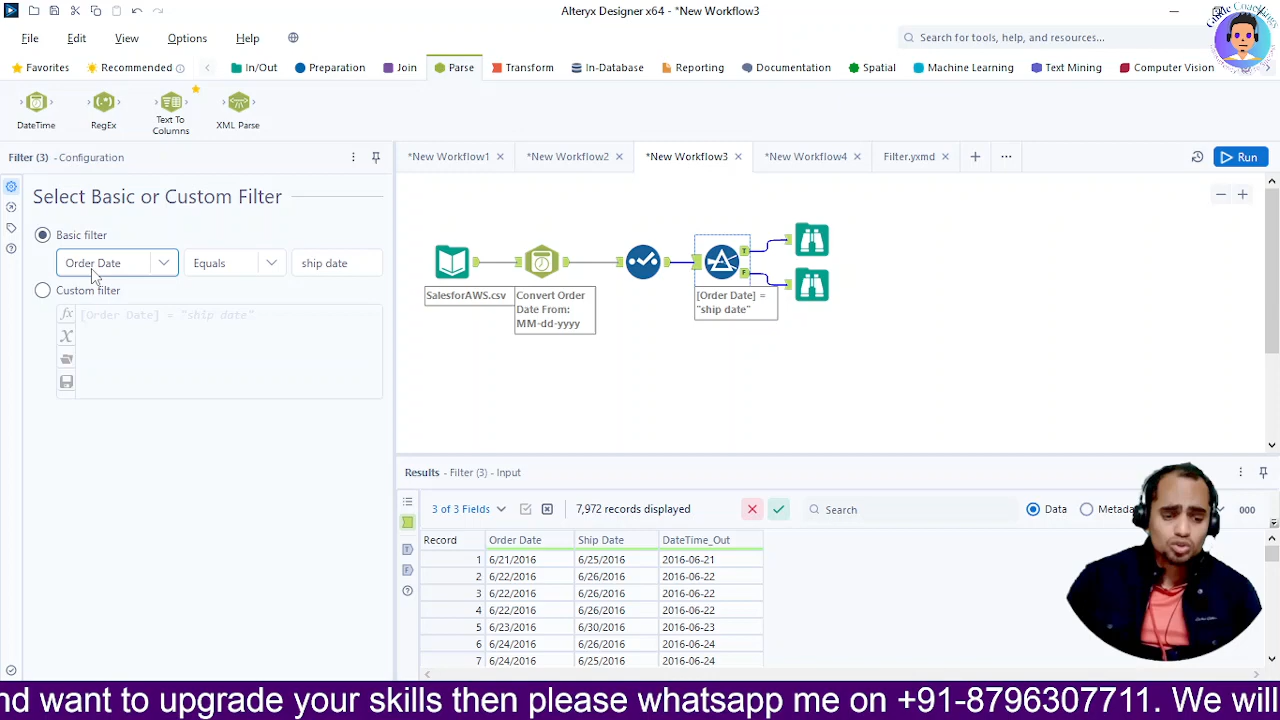 Alteryx Designer x64 - *New Workflow3
File Edit View Options Help
Search for tools, help, and resources...
Favorites Recommended In/Out Preparation Join Parse Transform In-Database Reporting Documentation Spatial Machine Learning Text Mining Computer Vision
DateTime RegEx Text To Columns XML Parse
Filter (3) - Configuration
*New Workflow1 *New Workflow2 *New Workflow3 *New Workflow4 Filter.yxmd
Run
Select Basic or Custom Filter
Basic filter
Order Date Equals ship date
Custom filter
[Order Date] = "ship date"
SalesforAWS.csv
Convert Order
Date From:
MM-dd-yyyy
T
F
[Order Date] =
"ship date"
Results - Filter (3) - Input
3 of 3 Fields 7,972 records displayed Search Data Metada 000
Record Order Date Ship Date DateTime_Out
1 6/21/2016 6/25/2016 2016-06-21
2 6/22/2016 6/26/2016 2016-06-22
3 6/22/2016 6/26/2016 2016-06-22
4 6/22/2016 6/26/2016 2016-06-22
5 6/23/2016 6/30/2016 2016-06-23
6 6/24/2016 6/26/2016 2016-06-24
7 6/24/2016 6/25/2016 2016-06-24
nd want to upgrade your skills then please whatsapp me on +91-8796307711. We will